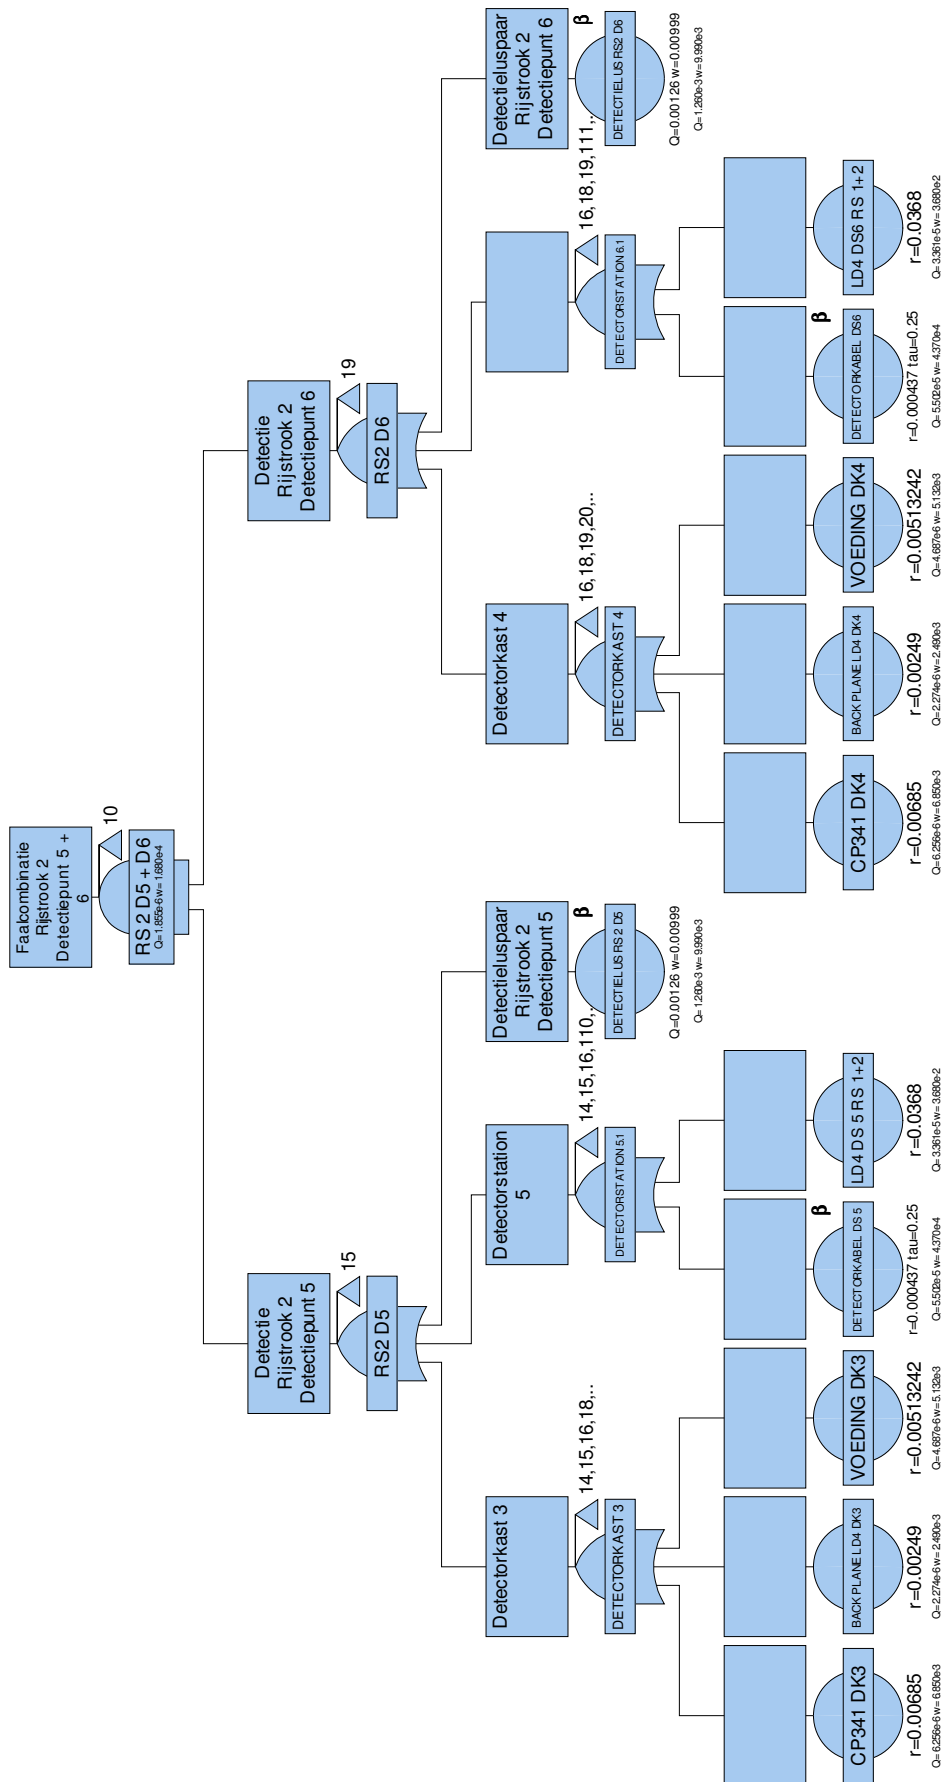 Faalcombinatie
Rijstrook 2
Detectiepunt 5 +
6
10
RS 2 D5 + D6
Q=1.855e-6 w=1.680e-4
Detectie
Rijstrook 2
Detectiepunt 5
15
RS2 D5
Detectie
Rijstrook 2
Detectiepunt 6
19
RS2 D6
Detectorkast 3
14,15,16,18,..
DETECTORKAST 3
Detectorstation
5
14,15,16,110,..
DETECTORSTATION 5.1
Detectieluspaar
Rijstrook 2
Detectiepunt 5
β
DETECTIELUS RS 2 D5
Q=0.00126 w=0.00999
Q=1.260e-3 w=9.990e-3
Detectorkast 4
16,18,19,20,..
DETECTORKAST 4
16,18,19,111,..
DETECTORSTATION 6.1
Detectieluspaar
Rijstrook 2
Detectiepunt 6
β
DETECTIELUS RS2 D6
Q=0.00126 w=0.00999
Q=1.260e-3 w=9.990e-3
CP341 DK3
r=0.00685
Q=6.256e-6 w=6.850e-3
BACKPLANE LD4 DK3
r=0.00249
Q=2.274e-6 w=2.490e-3
VOEDING DK3
r=0.00513242
Q=4.687e-6 w=5.132e-3
β
DETECTORKABEL DS 5
r=0.000437 tau=0.25
Q=5.502e-5 w=4.370e-4
LD4 DS 5 RS 1+2
r=0.0368
Q=3.361e-5 w=3.680e-2
CP341 DK4
r=0.00685
Q=6.256e-6 w=6.850e-3
BACKPLANE LD4 DK4
r=0.00249
Q=2.274e-6 w=2.490e-3
VOEDING DK4
r=0.00513242
Q=4.687e-6 w=5.132e-3
β
DETECTORKABEL DS6
r=0.000437 tau=0.25
Q=5.502e-5 w=4.370e-4
LD4 DS6 RS 1+2
r=0.0368
Q=3.361e-5 w=3.680e-2